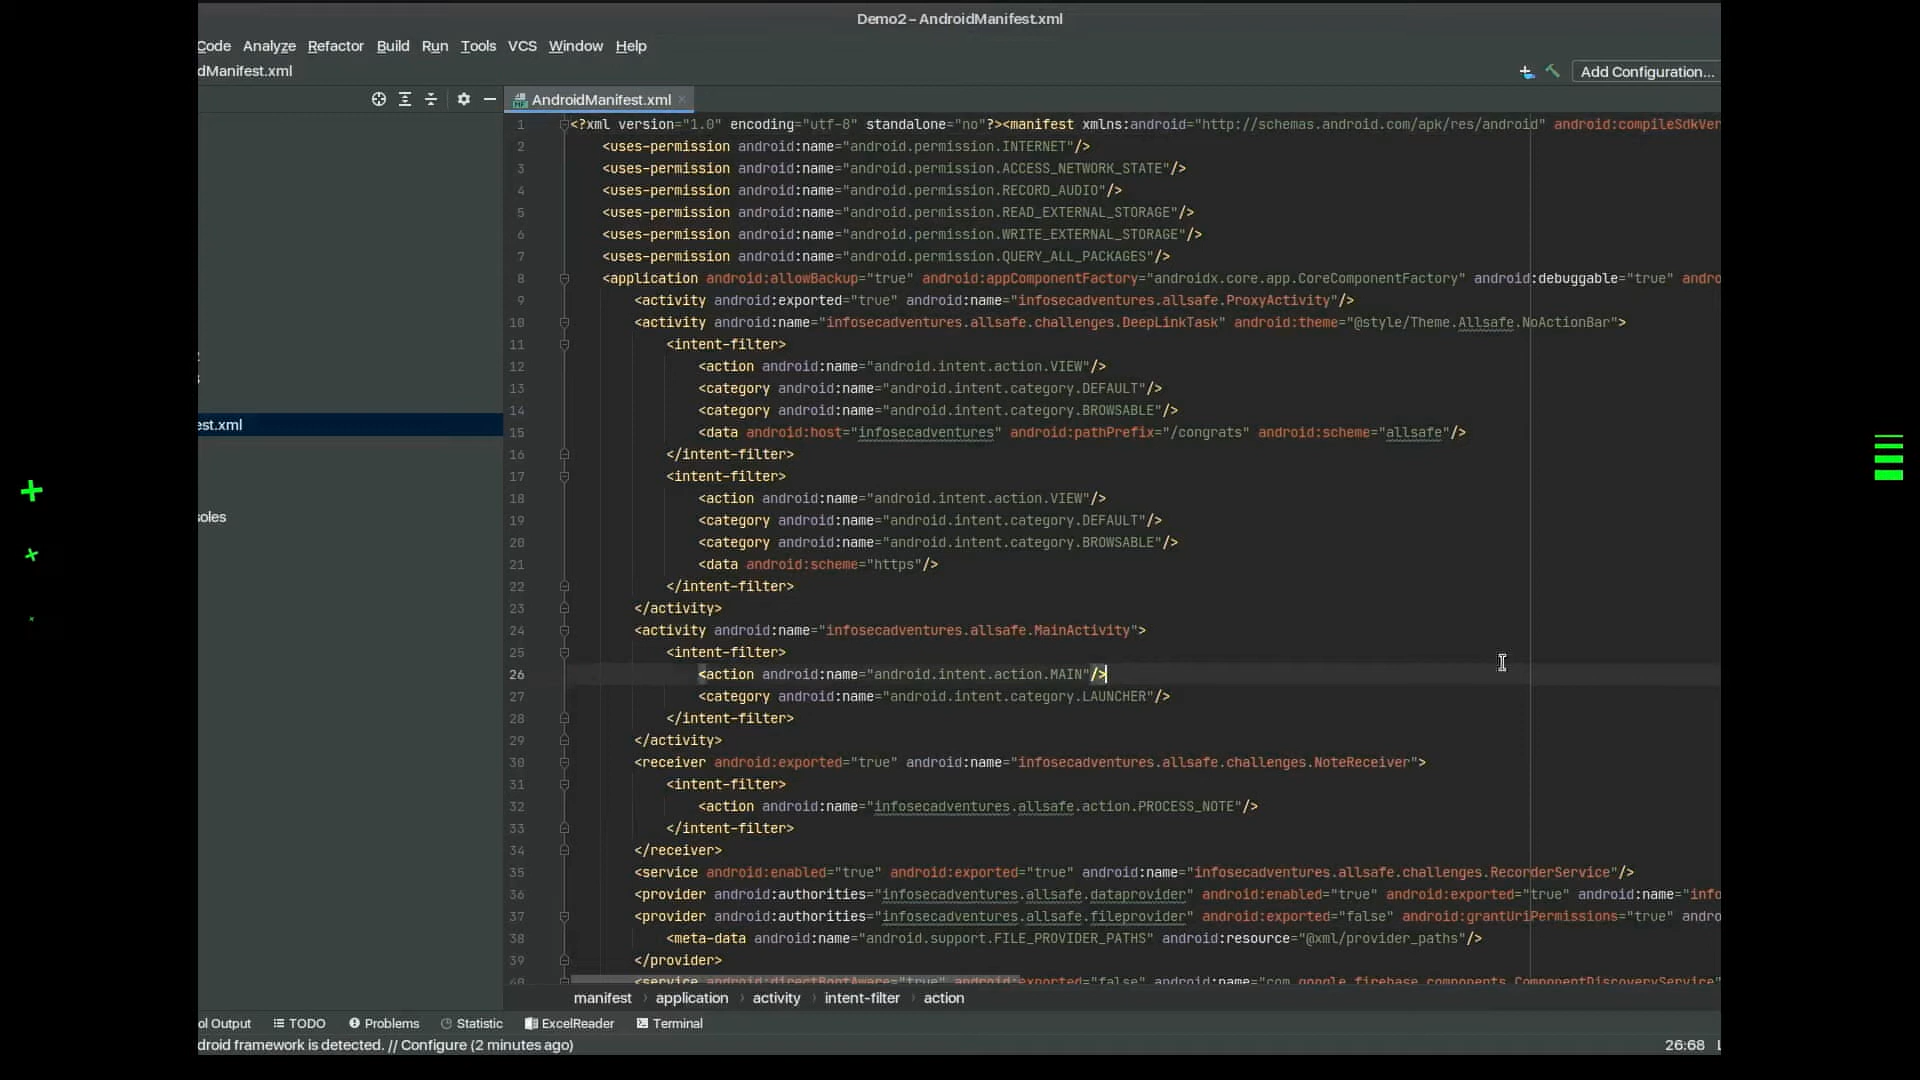 Demo2 – AndroidManifest.xml
Code Analyze Refactor Build Run Tools VCS Window Help
dManifest.xml
Add Configuration...
AndroidManifest.xml
est.xml
soles
1 <?xml version="1.0" encoding="utf-8" standalone="no"?><manifest xmlns:android="http://schemas.android.com/apk/res/android" android:compileSdkVer
2 <uses-permission android:name="android.permission.INTERNET"/>
3 <uses-permission android:name="android.permission.ACCESS_NETWORK_STATE"/>
4 <uses-permission android:name="android.permission.RECORD_AUDIO"/>
5 <uses-permission android:name="android.permission.READ_EXTERNAL_STORAGE"/>
6 <uses-permission android:name="android.permission.WRITE_EXTERNAL_STORAGE"/>
7 <uses-permission android:name="android.permission.QUERY_ALL_PACKAGES"/>
8 <application android:allowBackup="true" android:appComponentFactory="androidx.core.app.CoreComponentFactory" android:debuggable="true" andro
9 <activity android:exported="true" android:name="infosecadventures.allsafe.ProxyActivity"/>
10 <activity android:name="infosecadventures.allsafe.challenges.DeepLinkTask" android:theme="@style/Theme.Allsafe.NoActionBar">
11 <intent-filter>
12 <action android:name="android.intent.action.VIEW"/>
13 <category android:name="android.intent.category.DEFAULT"/>
14 <category android:name="android.intent.category.BROWSABLE"/>
15 <data android:host="infosecadventures" android:pathPrefix="/congrats" android:scheme="allsafe"/>
16 </intent-filter>
17 <intent-filter>
18 <action android:name="android.intent.action.VIEW"/>
19 <category android:name="android.intent.category.DEFAULT"/>
20 <category android:name="android.intent.category.BROWSABLE"/>
21 <data android:scheme="https"/>
22 </intent-filter>
23 </activity>
24 <activity android:name="infosecadventures.allsafe.MainActivity">
25 <intent-filter>
26 <action android:name="android.intent.action.MAIN"/>
27 <category android:name="android.intent.category.LAUNCHER"/>
28 </intent-filter>
29 </activity>
30 <receiver android:exported="true" android:name="infosecadventures.allsafe.challenges.NoteReceiver">
31 <intent-filter>
32 <action android:name="infosecadventures.allsafe.action.PROCESS_NOTE"/>
33 </intent-filter>
34 </receiver>
35 <service android:enabled="true" android:exported="true" android:name="infosecadventures.allsafe.challenges.RecorderService"/>
36 <provider android:authorities="infosecadventures.allsafe.dataprovider" android:enabled="true" android:exported="true" android:name="info
37 <provider android:authorities="infosecadventures.allsafe.fileprovider" android:exported="false" android:grantUriPermissions="true" andro
38 <meta-data android:name="android.support.FILE_PROVIDER_PATHS" android:resource="@xml/provider_paths"/>
39 </provider>
40 <service android:directBootAware="true" android:exported="false" android:name="com.google.firebase.components.ComponentDiscoveryService"
manifest › application › activity › intent-filter › action
ol Output TODO Problems Statistic ExcelReader Terminal
droid framework is detected. // Configure (2 minutes ago) 26:68